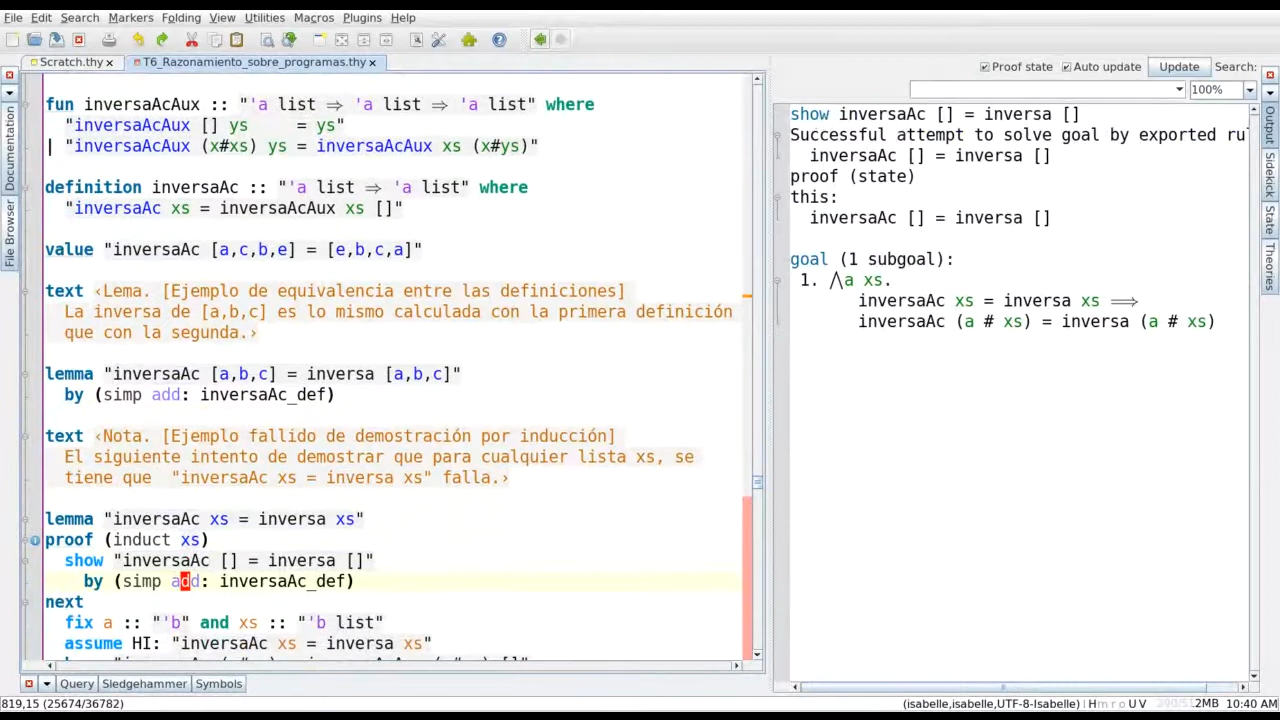 File Edit Search Markers Folding View Utilities Macros Plugins Help
Scratch.thy
T6_Razonamiento_sobre_programas.thy
Proof state Auto update Update Search:
100%
Documentation
File Browser
fun inversaAcAux :: "'a list ⇒ 'a list ⇒ 'a list" where
"inversaAcAux [] ys     = ys"
| "inversaAcAux (x#xs) ys = inversaAcAux xs (x#ys)"
definition inversaAc :: "'a list ⇒ 'a list" where
"inversaAc xs = inversaAcAux xs []"
value "inversaAc [a,c,b,e] = [e,b,c,a]"
text ‹Lema. [Ejemplo de equivalencia entre las definiciones]
La inversa de [a,b,c] es lo mismo calculada con la primera definición
que con la segunda.›
lemma "inversaAc [a,b,c] = inversa [a,b,c]"
by (simp add: inversaAc_def)
text ‹Nota. [Ejemplo fallido de demostración por inducción]
El siguiente intento de demostrar que para cualquier lista xs, se
tiene que  "inversaAc xs = inversa xs" falla.›
lemma "inversaAc xs = inversa xs"
proof (induct xs)
show "inversaAc [] = inversa []"
by (simp add: inversaAc_def)
next
fix a :: "'b" and xs :: "'b list"
assume HI: "inversaAc xs = inversa xs"
show inversaAc [] = inversa []
Successful attempt to solve goal by exported ru
inversaAc [] = inversa []
proof (state)
this:
inversaAc [] = inversa []
goal (1 subgoal):
1. ⋀a xs.
inversaAc xs = inversa xs ⟹
inversaAc (a # xs) = inversa (a # xs)
Output
Sidekick
State
Theories
Query Sledgehammer Symbols
819,15 (25674/36782)
(isabelle,isabelle,UTF-8-Isabelle) H m r o U V
2MB 10:40 AM